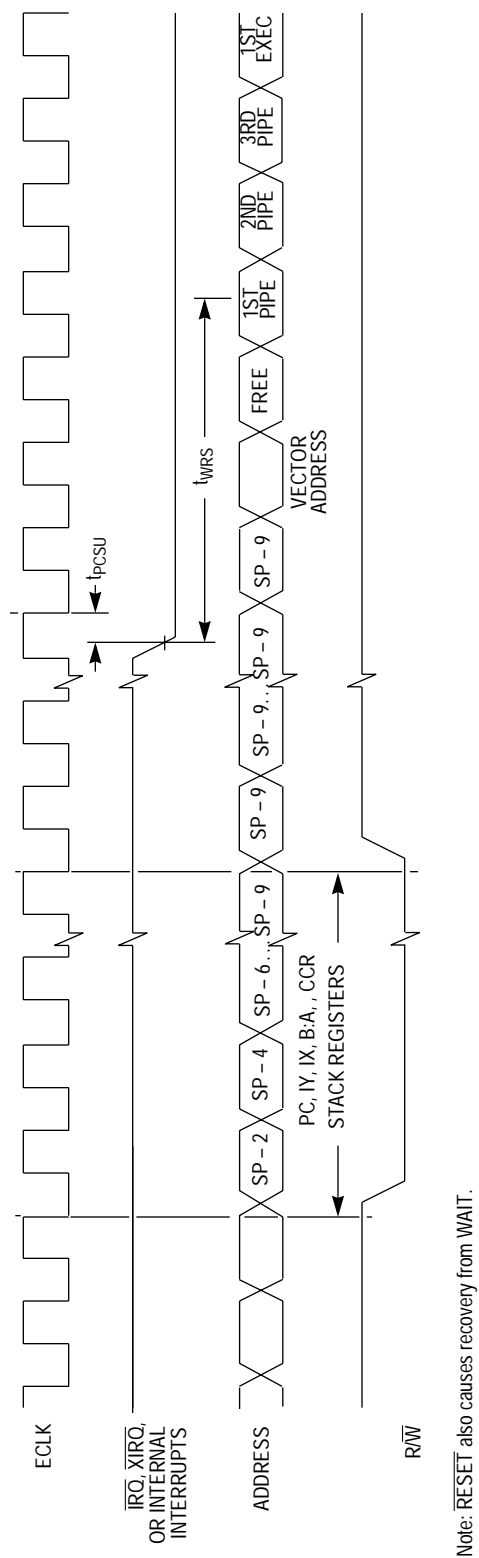 ECLK
t_PCSU
IRQ, XIRQ,
OR INTERNAL
INTERRUPTS
t_WRS
ADDRESS
SP – 2
SP – 4
SP – 6. . .
SP – 9
SP – 9
SP – 9. . .
SP – 9
SP – 9
FREE
1ST
PIPE
2ND
PIPE
3RD
PIPE
1ST
EXEC
VECTOR
ADDRESS
PC, IY, IX, B:A, , CCR
STACK REGISTERS
R/W
Note: RESET also causes recovery from WAIT.